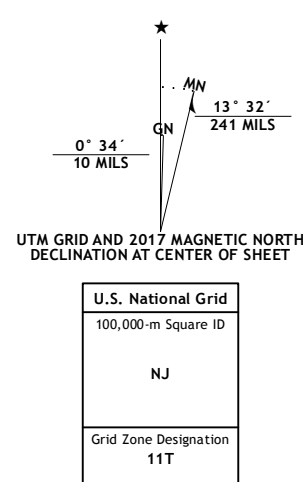 ★
MN
GN
13° 32´
241 MILS
0° 34´
10 MILS
UTM GRID AND 2017 MAGNETIC NORTH
DECLINATION AT CENTER OF SHEET
U.S. National Grid
100,000-m Square ID
NJ
Grid Zone Designation
11T